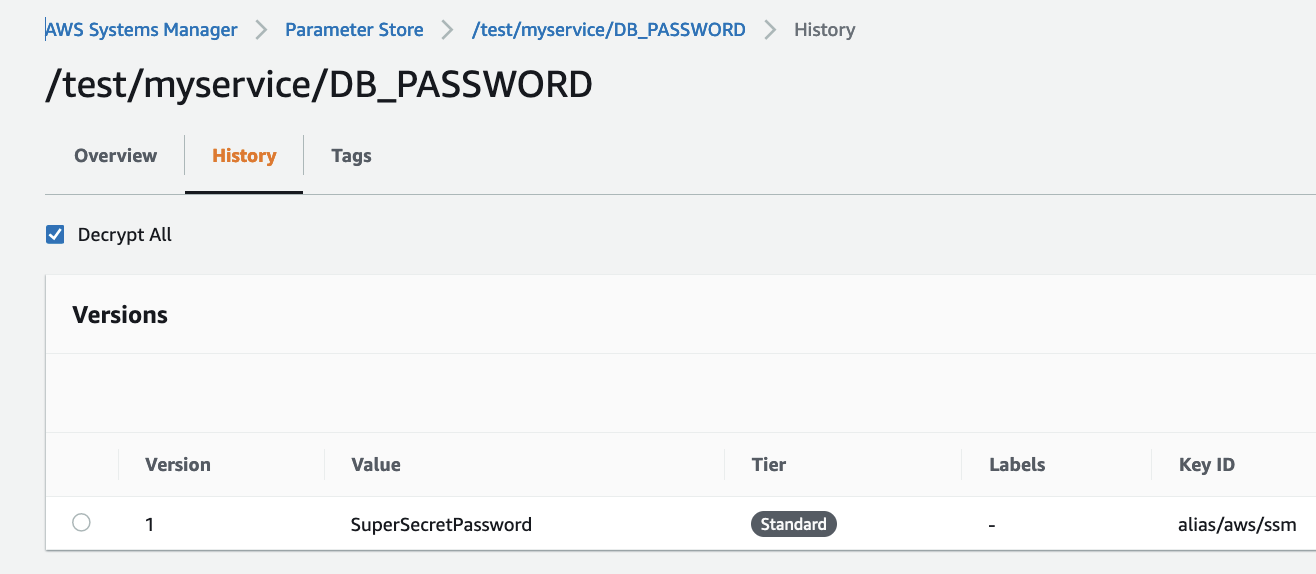 AWS Systems Manager > Parameter Store > /test/myservice/DB_PASSWORD > History
/test/myservice/DB_PASSWORD
Overview History Tags
Decrypt All
Versions
Version Value Tier Labels Key ID
1 SuperSecretPassword Standard - alias/aws/ssm